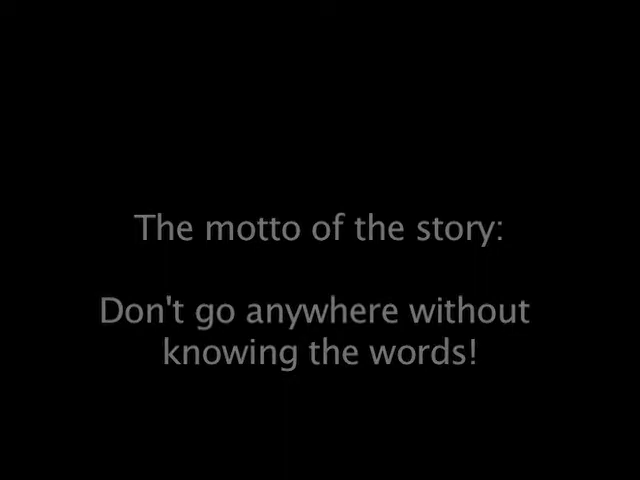 The motto of the story:
Don't go anywhere without
knowing the words!